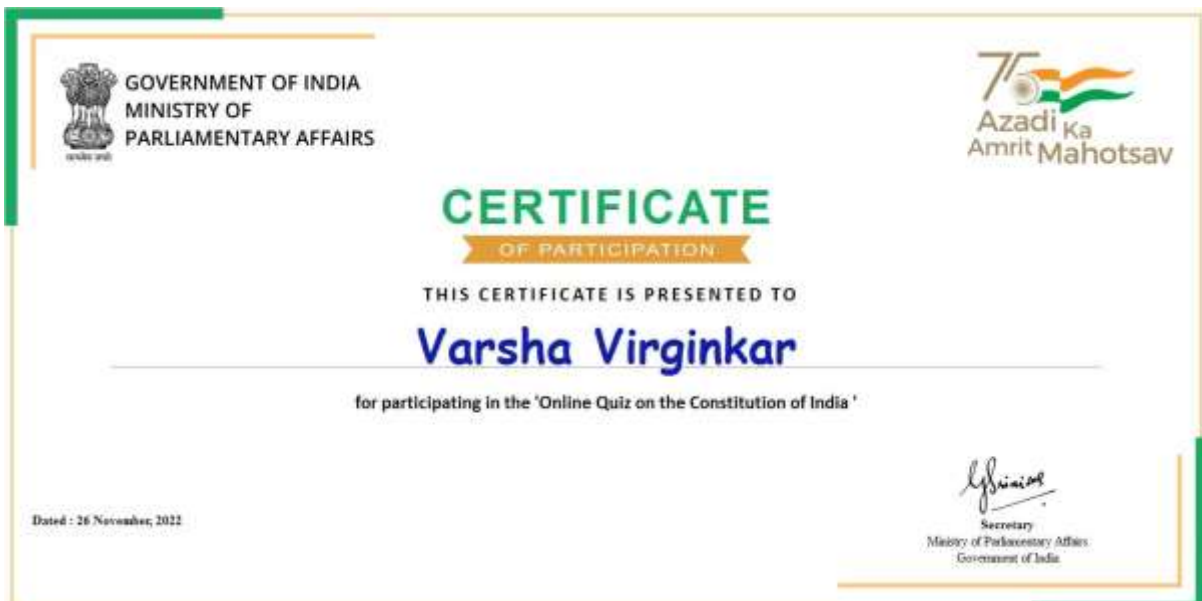 GOVERNMENT OF INDIA
MINISTRY OF
PARLIAMENTARY AFFAIRS
75
Azadi Ka
Amrit Mahotsav
CERTIFICATE
OF PARTICIPATION
THIS CERTIFICATE IS PRESENTED TO
Varsha Virginkar
for participating in the 'Online Quiz on the Constitution of India '
Dated : 26 November, 2022
Secretary
Ministry of Parliamentary Affairs
Government of India